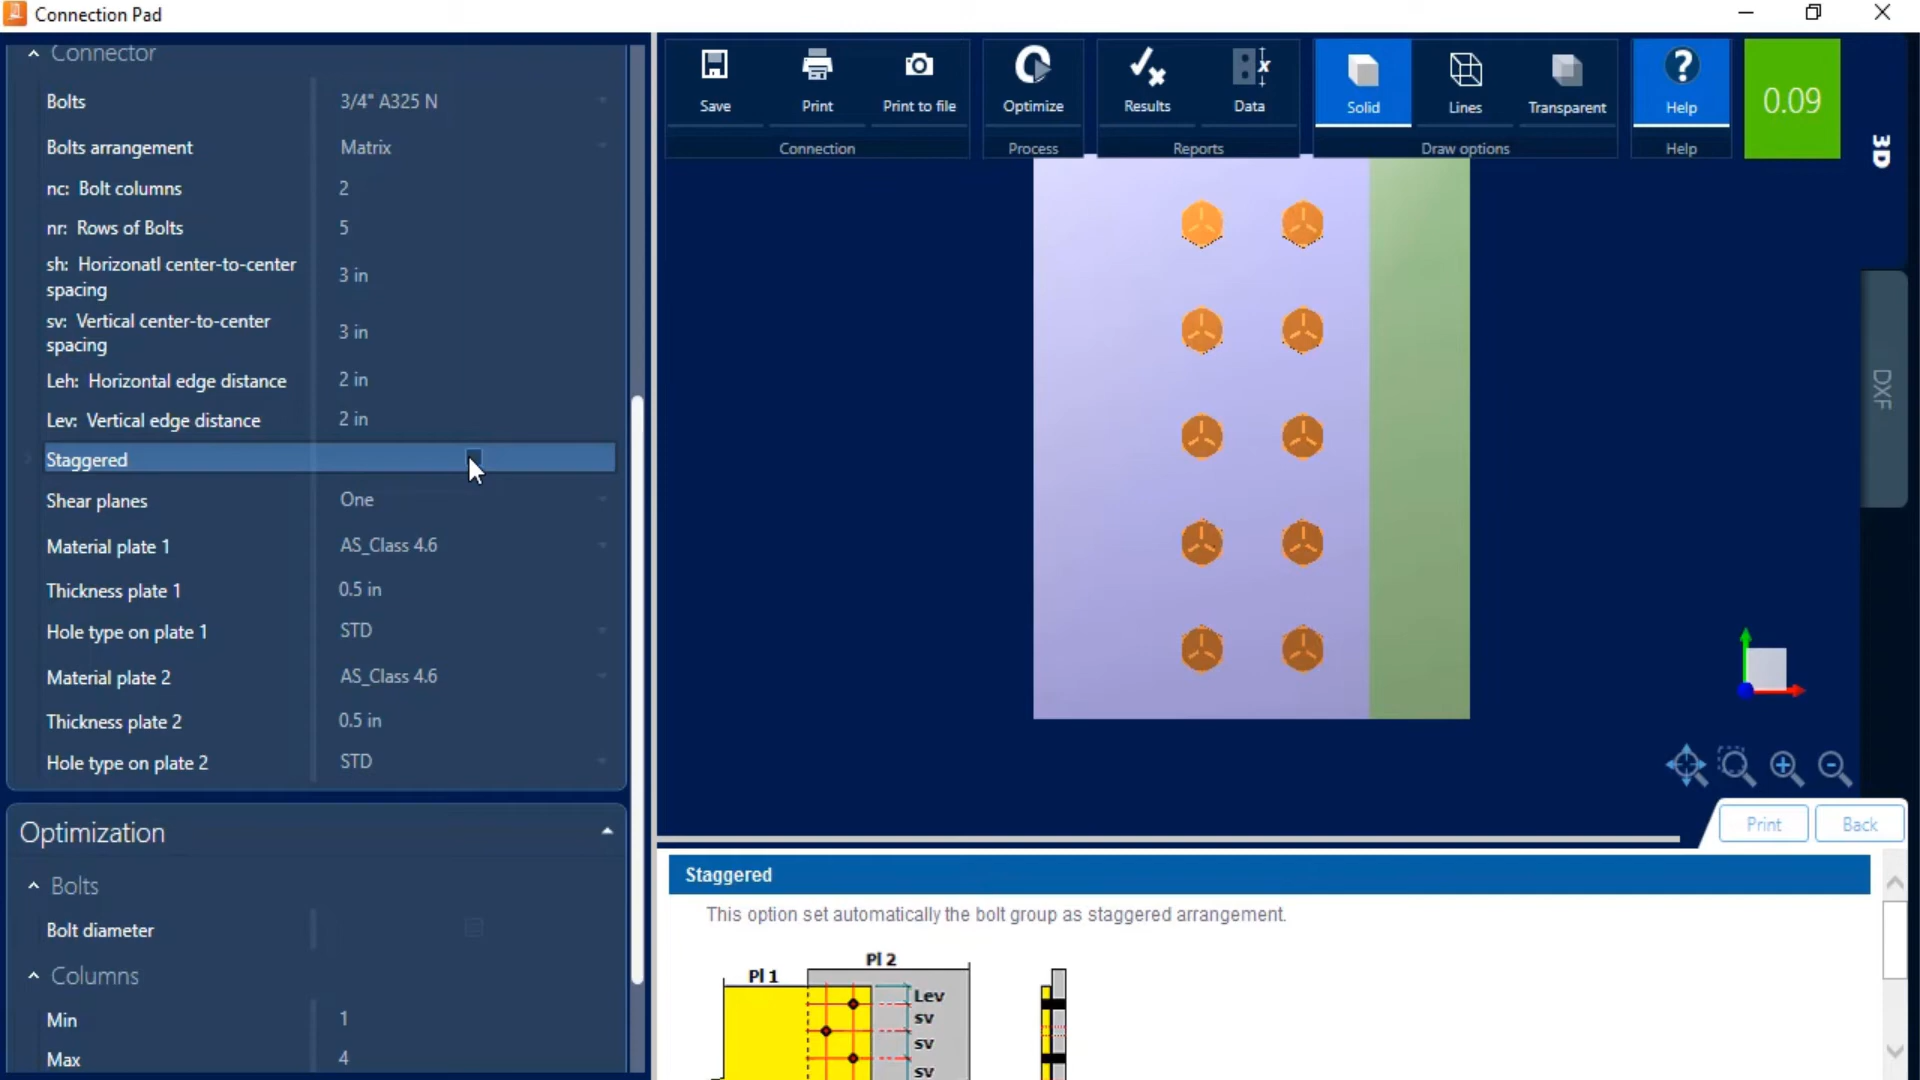 Connection Pad
Connector
Bolts 3/4" A325 N
Bolts arrangement Matrix
nc: Bolt columns 2
nr: Rows of Bolts 5
sh: Horizonatl center-to-center
spacing 3 in
sv: Vertical center-to-center
spacing 3 in
Leh: Horizontal edge distance 2 in
Lev: Vertical edge distance 2 in
Staggered
Shear planes One
Material plate 1 AS_Class 4.6
Thickness plate 1 0.5 in
Hole type on plate 1 STD
Material plate 2 AS_Class 4.6
Thickness plate 2 0.5 in
Hole type on plate 2 STD
Optimization
Bolts
Bolt diameter
Columns
Min 1
Max 4
Save Print Print to file
Connection
Optimize
Process
Results Data
Reports
Solid Lines Transparent
Draw options
?
Help
Help
0.09
3D
DXF
Print Back
Staggered
This option set automatically the bolt group as staggered arrangement.
Pl 2
Pl 1
Lev
sv
sv
sv